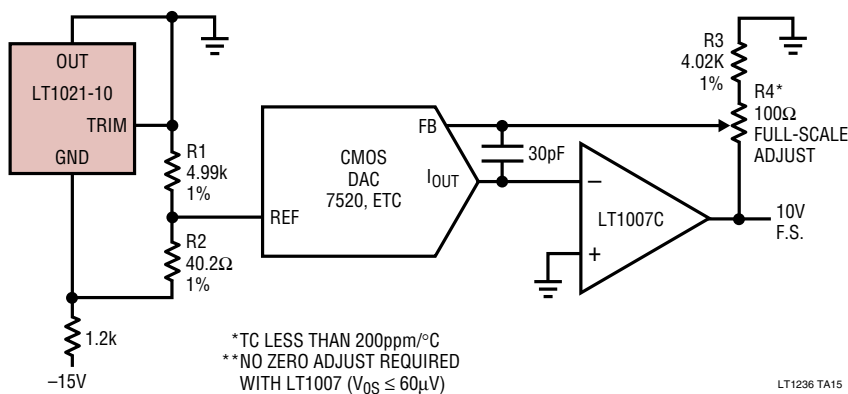 OUT
LT1021-10
TRIM
GND
R1
4.99k
1%
R2
40.2Ω
1%
1.2k
–15V
REF
CMOS
DAC
7520, ETC
FB
IOUT
30pF
–
+
LT1007C
R3
4.02K
1%
R4*
100Ω
FULL-SCALE
ADJUST
10V
F.S.
*TC LESS THAN 200ppm/°C
**NO ZERO ADJUST REQUIRED
WITH LT1007 (V0S ≤ 60µV)
LT1236 TA15